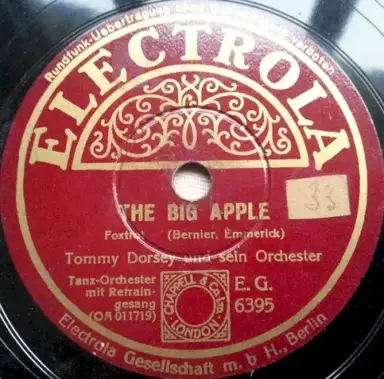 Rundfunk-Uebertragung ohne verboten
ELECTROLA
THE BIG APPLE
33
Foxtrot (Bernier, Emmerick)
Tommy Dorsey und sein Orchester
Tanz-Orchester
mit Refrain-
gesang
(OA 011719)
CHAPPELL & Co. Ltd.
LONDON
E. G.
6395
Electrola Gesellschaft m. b H., Berlin